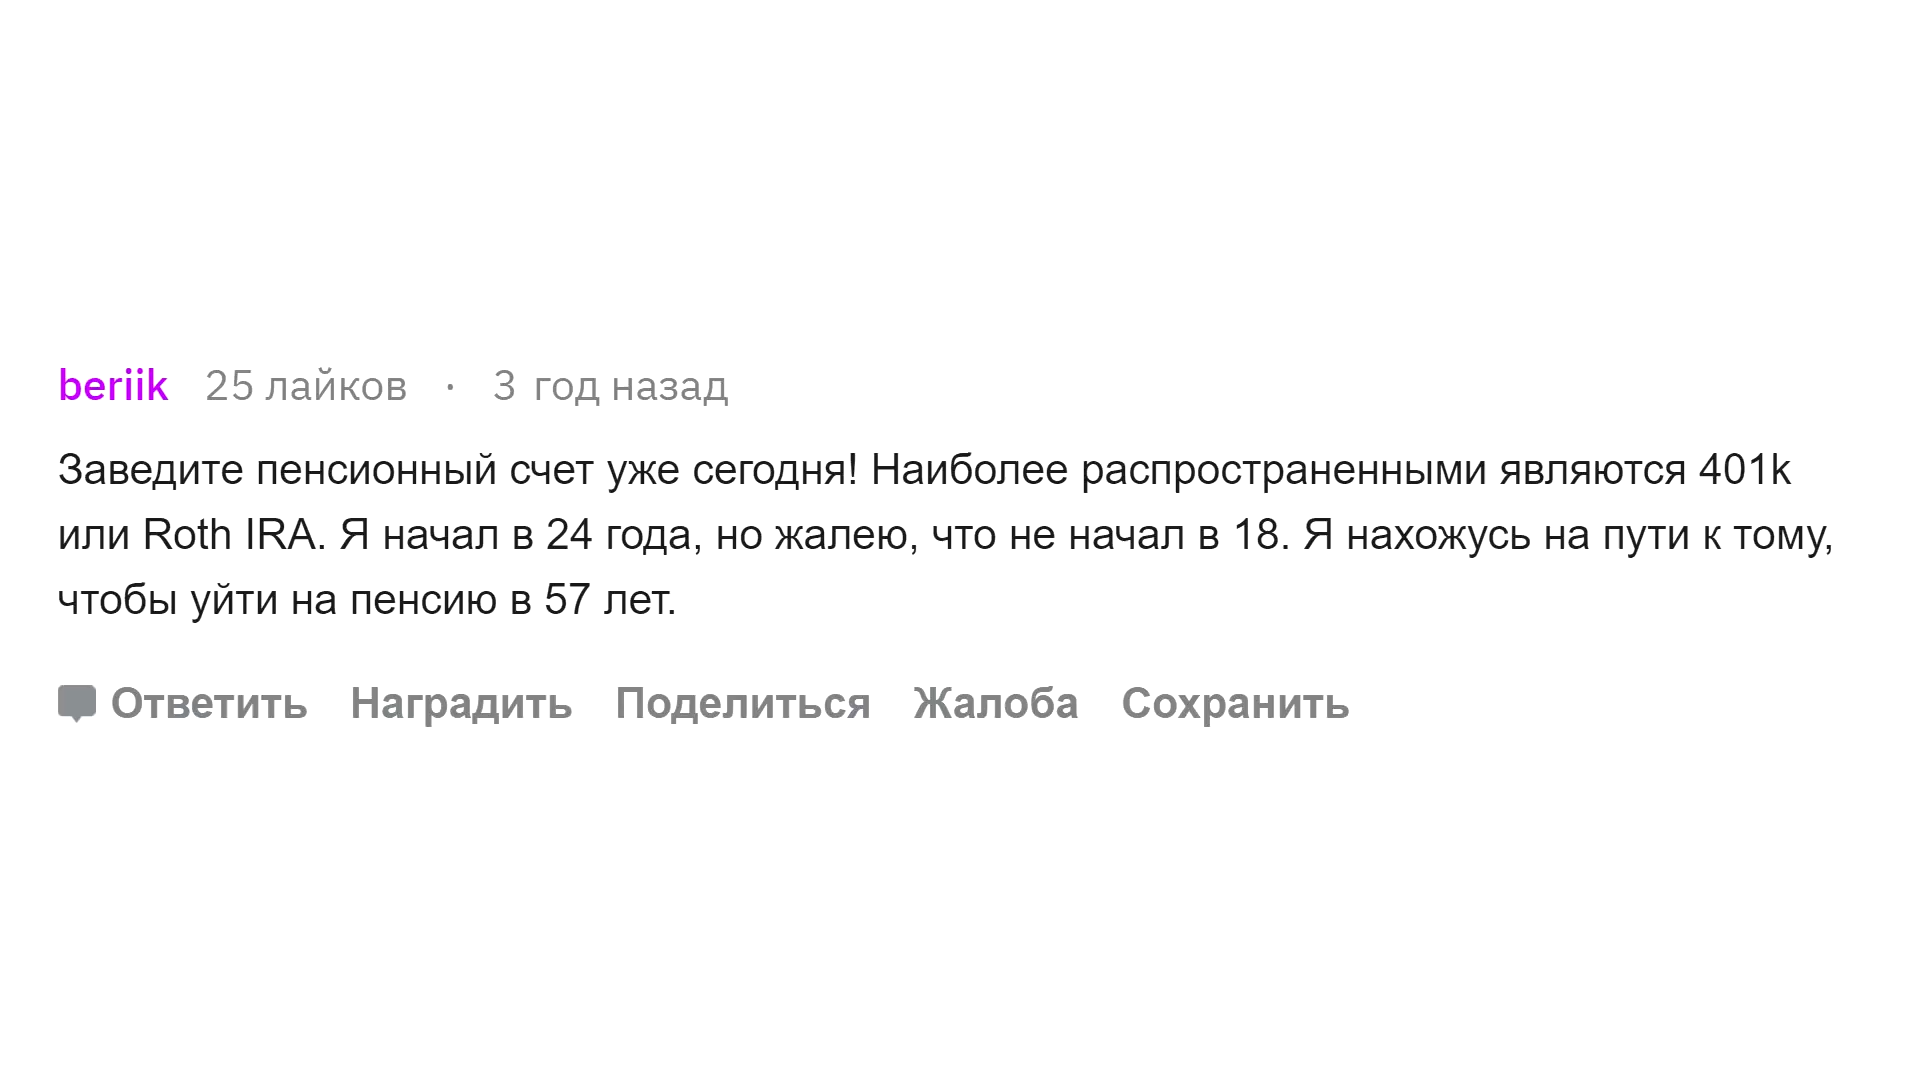 beriik 25 лайков · 3 год назад
Заведите пенсионный счет уже сегодня! Наиболее распространенными являются 401k
или Roth IRA. Я начал в 24 года, но жалею, что не начал в 18. Я нахожусь на пути к тому,
чтобы уйти на пенсию в 57 лет.
Ответить Наградить Поделиться Жалоба Сохранить